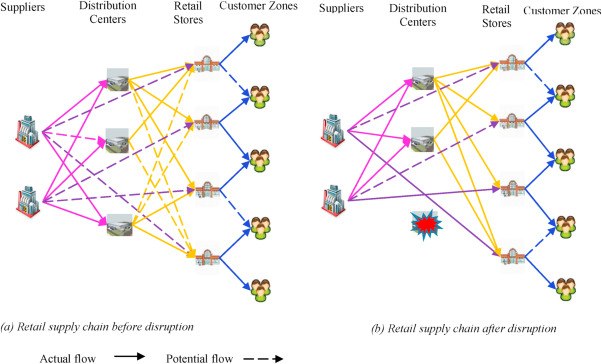 Suppliers
Distribution
Centers
Retail
Stores
Customer Zones
Suppliers
Distribution
Centers
Retail
Stores
Customer Zones
(a) Retail supply chain before disruption
(b) Retail supply chain after disruption
Actual flow
Potential flow